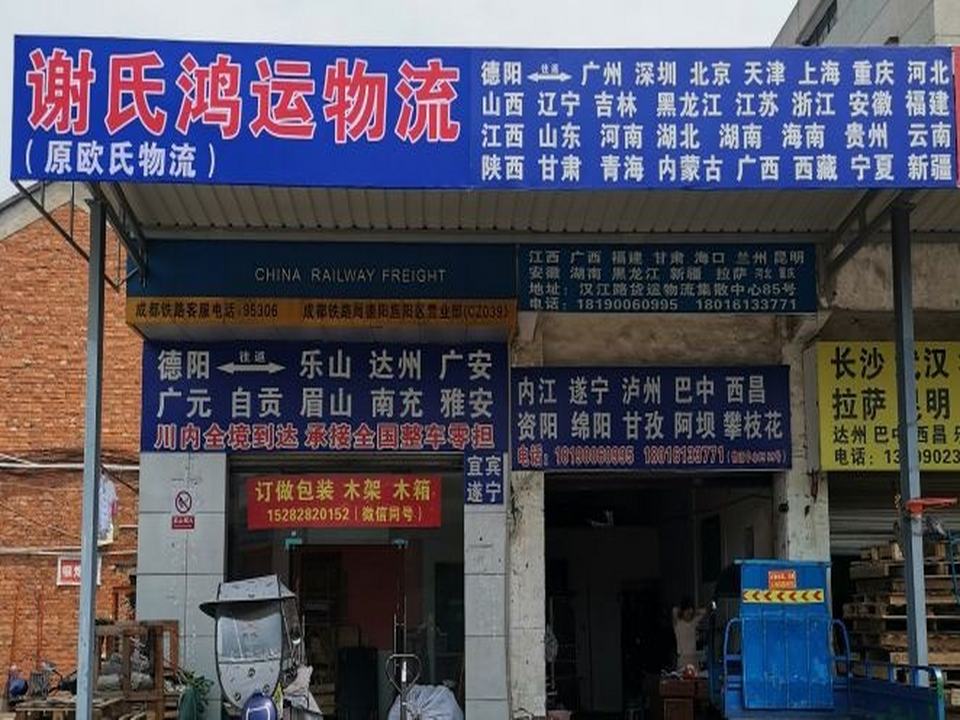 谢氏鸿运物流
(原欧氏物流)
德阳 往返 广州 深圳 北京 天津 上海 重庆 河北
山西 辽宁 吉林 黑龙江 江苏 浙江 安徽 福建
江西 山东 河南 湖北 湖南 海南 贵州 云南
陕西 甘肃 青海 内蒙古 广西 西藏 宁夏 新疆
CHINA RAILWAY FREIGHT
成都铁路客服电话:95306 成都铁路局德阳旌阳区营业部(CZ039)
江西 广西 福建 甘肃 海口 兰州 昆明
安徽 湖南 黑龙江 新疆 拉萨 河北 重庆
地址:汉江路货运物流集散中心85号
电话:18190060995 18016133771
德阳 往返 乐山 达州 广安
广元 自贡 眉山 南充 雅安
川内全境到达 承接全国整车零担
内江 遂宁 泸州 巴中 西昌
资阳 绵阳 甘孜 阿坝 攀枝花
电话:18190060995 18016133771
宜宾
遂宁
订做包装 木架 木箱
15282820152(微信同号)
长沙 武汉
拉萨 昆明
达州 巴中 西昌
电话: